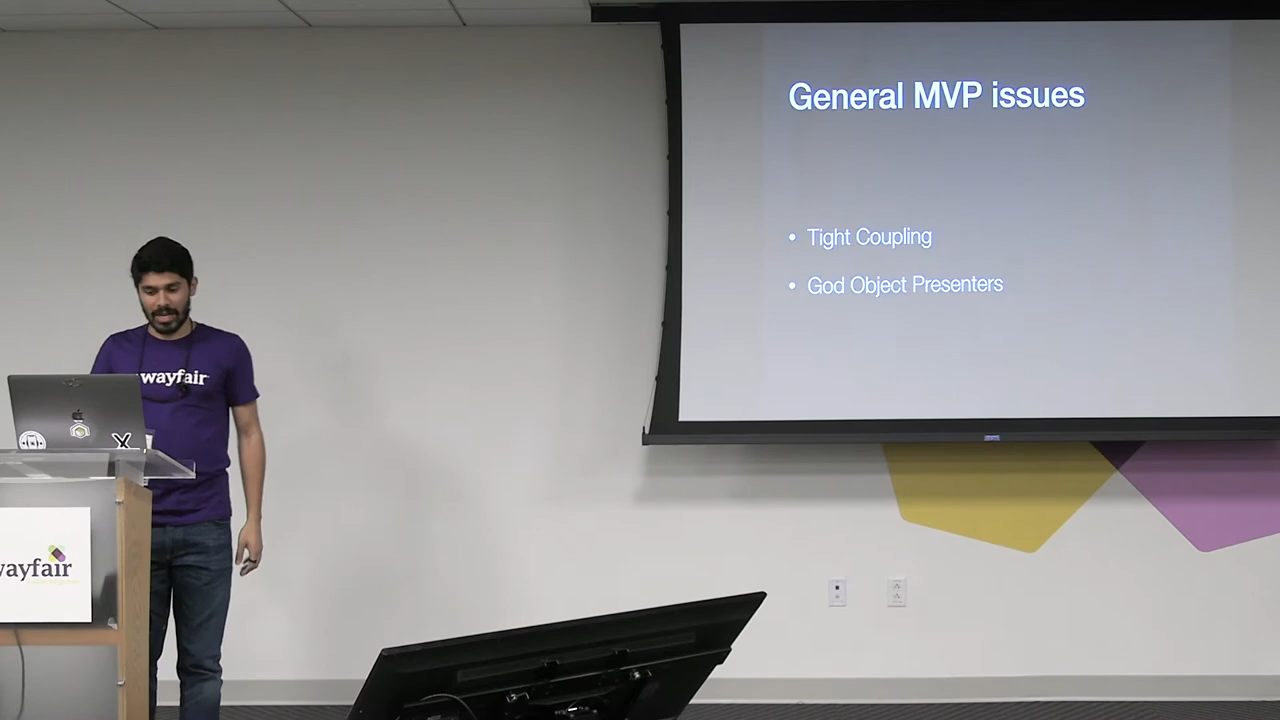 General MVP issues
• Tight Coupling
• God Object Presenters
wayfair
wayfair